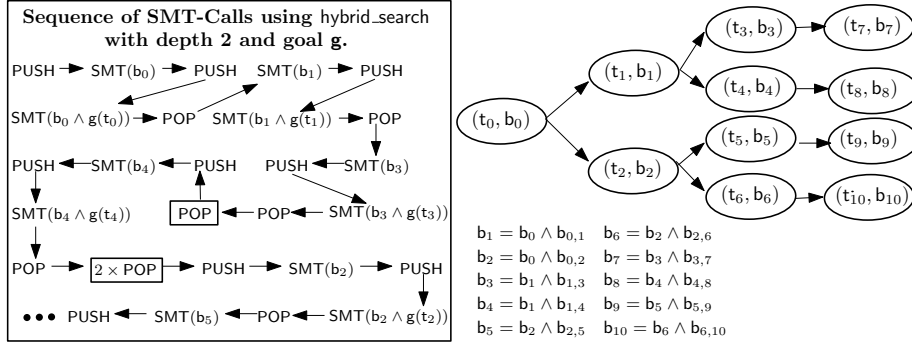 Sequence of SMT-Calls using hybrid_search
with depth 2 and goal g.
PUSH SMT(b₀) PUSH SMT(b₁) PUSH
SMT(b₀ ∧ g(t₀)) POP SMT(b₁ ∧ g(t₁)) POP
PUSH SMT(b₄) PUSH PUSH SMT(b₃)
SMT(b₄ ∧ g(t₄)) POP POP SMT(b₃ ∧ g(t₃))
POP 2 × POP PUSH SMT(b₂) PUSH
••• PUSH SMT(b₅) POP SMT(b₂ ∧ g(t₂))
(t₀, b₀)
(t₁, b₁)
(t₂, b₂)
(t₃, b₃) (t₇, b₇)
(t₄, b₄) (t₈, b₈)
(t₅, b₅) (t₉, b₉)
(t₆, b₆) (t₁₀, b₁₀)
b₁ = b₀ ∧ b₀,₁ b₆ = b₂ ∧ b₂,₆
b₂ = b₀ ∧ b₀,₂ b₇ = b₃ ∧ b₃,₇
b₃ = b₁ ∧ b₁,₃ b₈ = b₄ ∧ b₄,₈
b₄ = b₁ ∧ b₁,₄ b₉ = b₅ ∧ b₅,₉
b₅ = b₂ ∧ b₂,₅ b₁₀ = b₆ ∧ b₆,₁₀